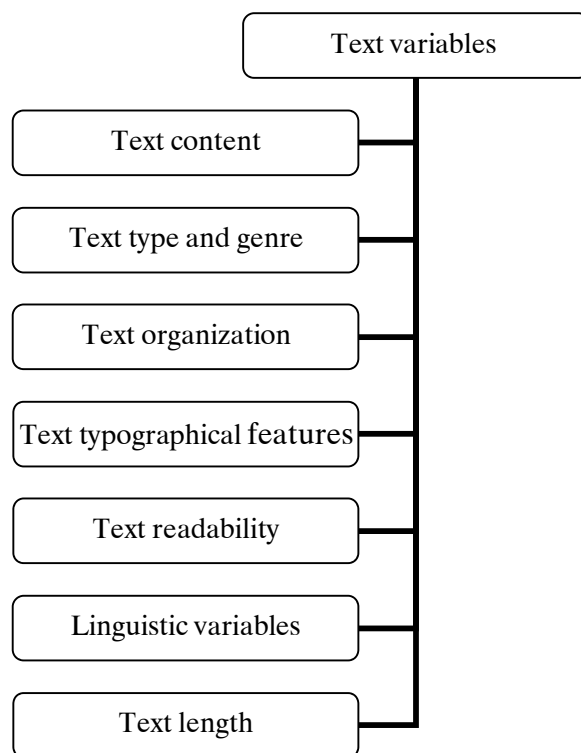 Text variables
Text content
Text type and genre
Text organization
Text typographical features
Text readability
Linguistic variables
Text length